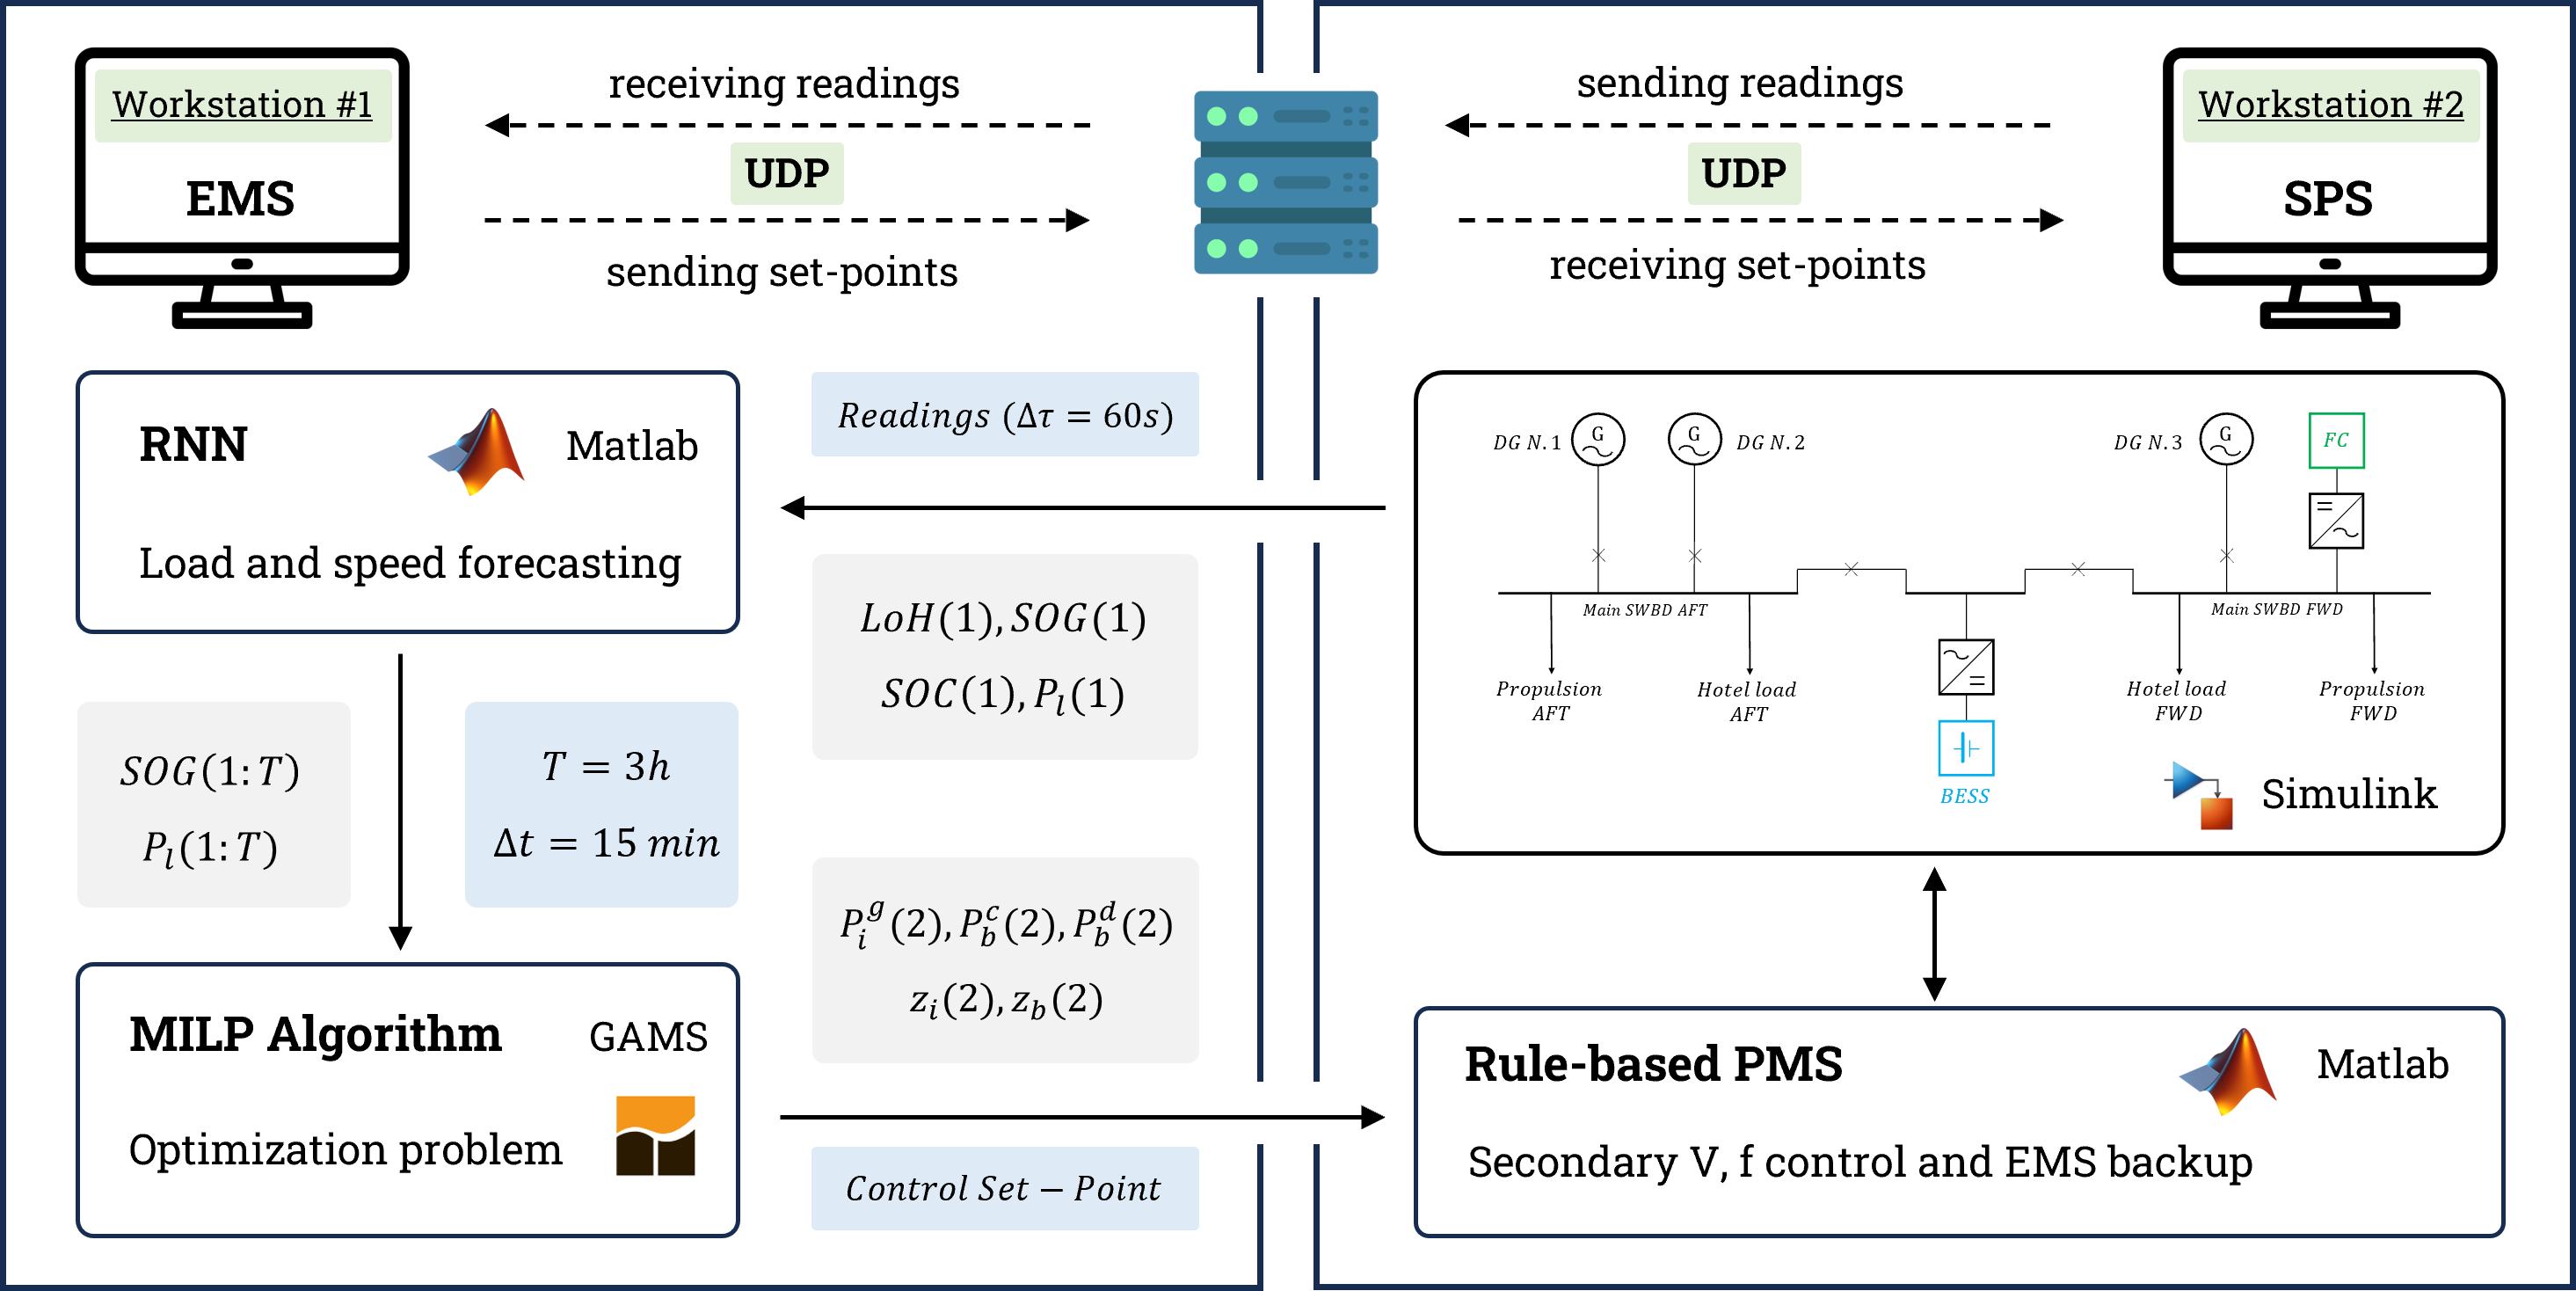 Workstation #1
EMS
receiving readings
UDP
sending set-points
sending readings
UDP
receiving set-points
Workstation #2
SPS
RNN
Matlab
Load and speed forecasting
SOG(1:T)
P_l(1:T)
T = 3h
Δt = 15 min
MILP Algorithm
GAMS
Optimization problem
Readings (Δτ = 60s)
LoH(1), SOG(1)
SOC(1), P_l(1)
P_i^g(2), P_b^c(2), P_b^d(2)
z_i(2), z_b(2)
Control Set − Point
DG N. 1
G
G
DG N. 2
DG N. 3
G
FC
Main SWBD AFT
Main SWBD FWD
Propulsion
AFT
Hotel load
AFT
Hotel load
FWD
Propulsion
FWD
BESS
Simulink
Rule-based PMS
Matlab
Secondary V, f control and EMS backup